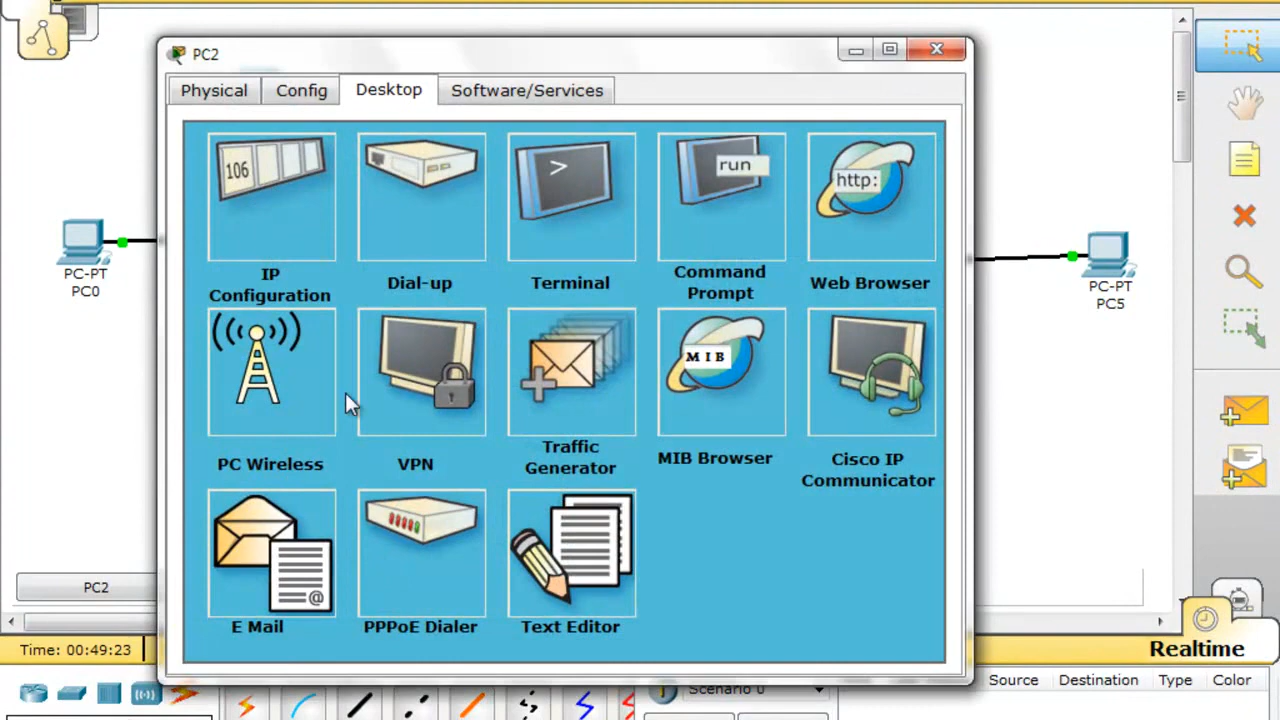 PC2
Physical
Config
Desktop
Software/Services
106
>
run
http:
IP
Configuration
Dial-up
Terminal
Command
Prompt
Web Browser
PC-PT
PC0
PC-PT
PC5
MIB
PC Wireless
VPN
Traffic
Generator
MIB Browser
Cisco IP
Communicator
@
E Mail
PPPoE Dialer
Text Editor
PC2
Time: 00:49:23
Realtime
Scenario 0
Source
Destination
Type
Color